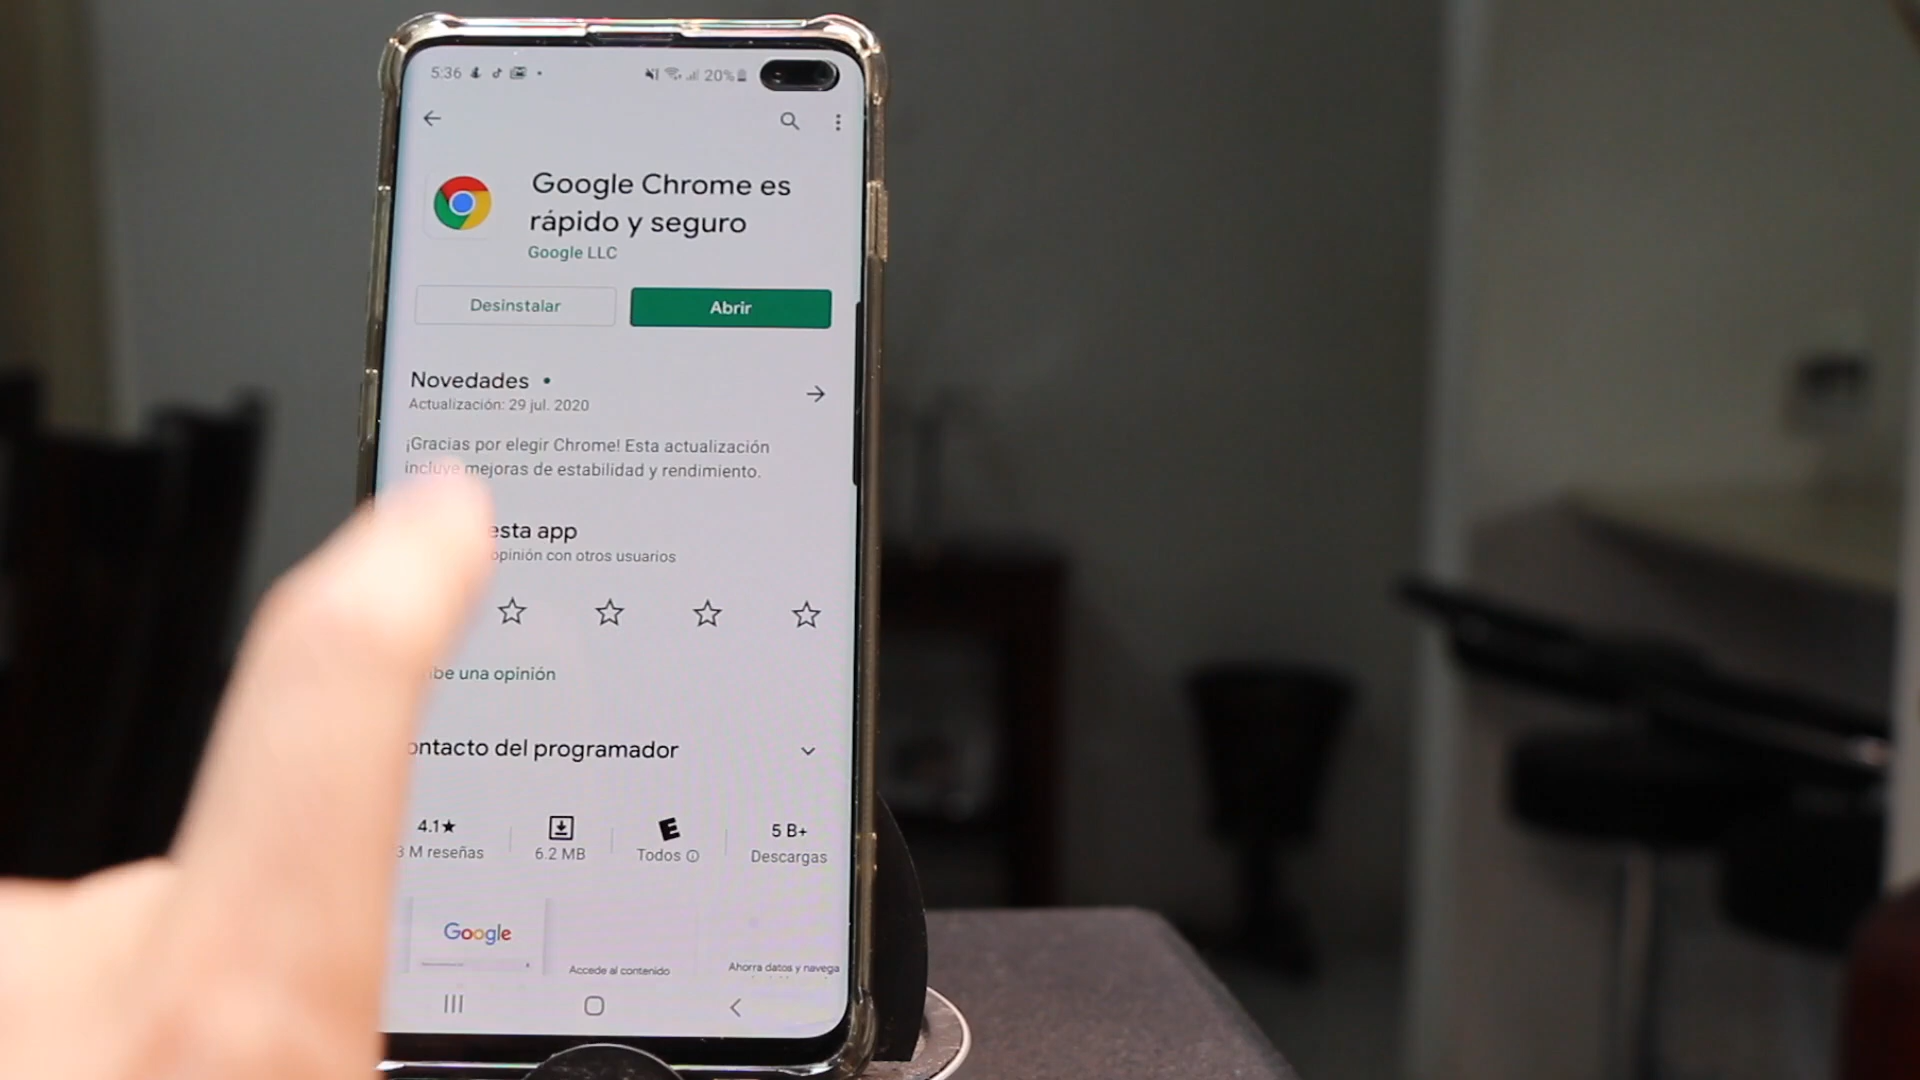 5:36 20%
Google Chrome es
rápido y seguro
Google LLC
Desinstalar Abrir
Novedades •
Actualización: 29 jul. 2020
¡Gracias por elegir Chrome! Esta actualización
incluye mejoras de estabilidad y rendimiento.
esta app
opinión con otros usuarios
una opinión
ontacto del programador
4.1★ E 5 B+
3 M reseñas 6.2 MB Todos Descargas
Google
Accede al contenido Ahorra datos y navega